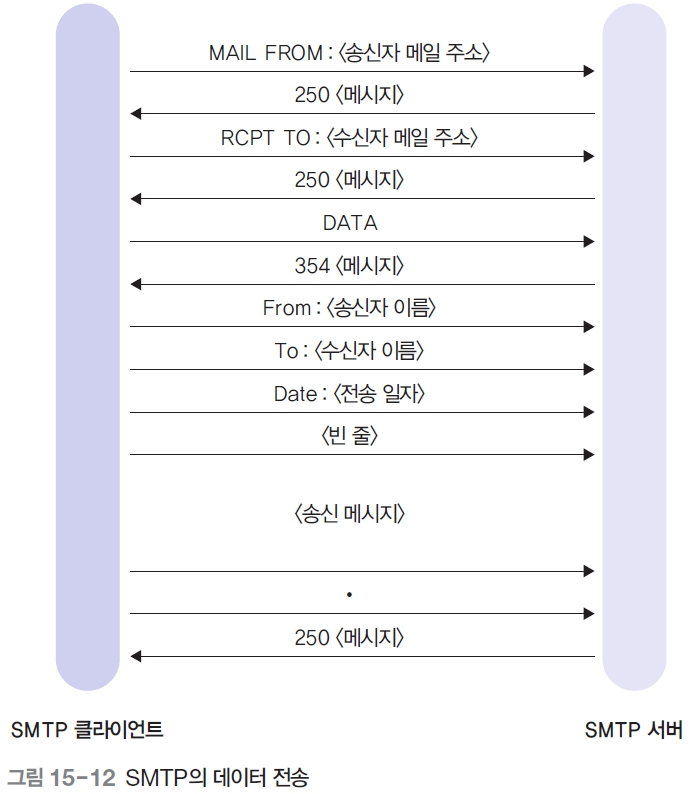 MAIL FROM : 〈송신자 메일 주소〉
250 〈메시지〉
RCPT TO : 〈수신자 메일 주소〉
250 〈메시지〉
DATA
354 〈메시지〉
From : 〈송신자 이름〉
To : 〈수신자 이름〉
Date : 〈전송 일자〉
〈빈 줄〉
〈송신 메시지〉
.
250 〈메시지〉
SMTP 클라이언트 SMTP 서버
그림 15-12 SMTP의 데이터 전송